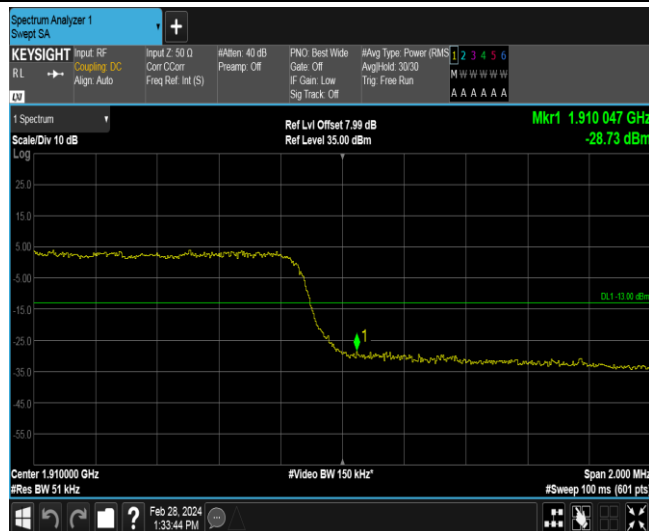 Spectrum Analyzer 1
Swept SA
+
KEYSIGHT
RL
LXI
Input: RF
Coupling: DC
Align: Auto
Input Z: 50 Ω
Corr CCorr
Freq Ref: Int (S)
#Atten: 40 dB
Preamp: Off
PNO: Best Wide
Gate: Off
IF Gain: Low
Sig Track: Off
#Avg Type: Power (RMS
Avg|Hold: 30/30
Trig: Free Run
1 2 3 4 5 6
M W W W W W
A A A A A A
1 Spectrum
Scale/Div 10 dB
Log
Ref Lvl Offset 7.99 dB
Ref Level 35.00 dBm
Mkr1 1.910 047 GHz
-28.73 dBm
25.0
15.0
5.00
-5.00
DL1 -13.00 dBm
-15.0
1
-25.0
-35.0
-45.0
-55.0
Center 1.910000 GHz
#Res BW 51 kHz
#Video BW 150 kHz*
Span 2.000 MHz
#Sweep 100 ms (601 pts)
?
Feb 28, 2024
1:33:44 PM